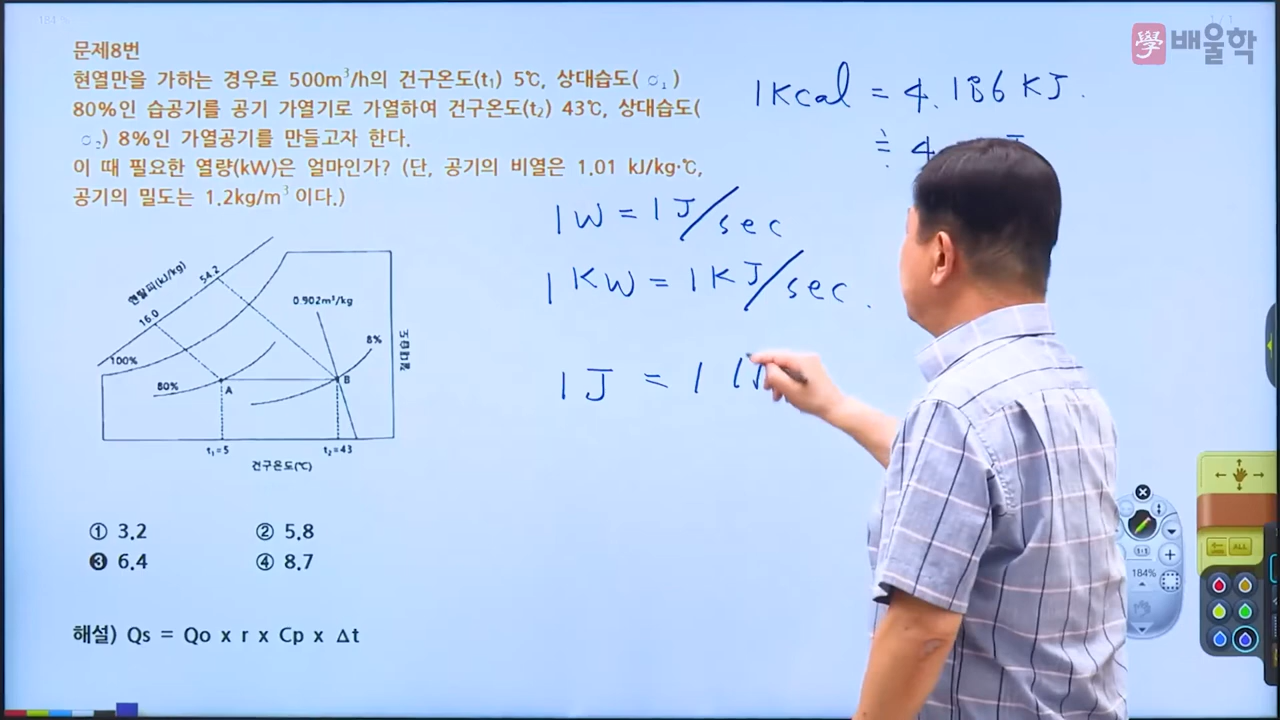 184%
1/1
學 배울학
문제8번
현열만을 가하는 경우로 500m³/h의 건구온도(t₁) 5℃, 상대습도( ₁ )
80%인 습공기를 공기 가열기로 가열하여 건구온도(t₂) 43℃, 상대습도(
₂) 8%인 가열공기를 만들고자 한다.
이 때 필요한 열량(kW)은 얼마인가? (단, 공기의 비열은 1.01 kJ/kg·℃,
공기의 밀도는 1.2kg/m³ 이다.)
1Kcal = 4.186 KJ.
≒ 4
1W = 1J/sec
1KW = 1KJ/sec.
1J = 1
엔탈피(kJ/kg)
54.2
16.0
0.902m³/kg
100%
80%
8%
A
B
t₁=5
t₂=43
건구온도(℃)
① 3.2
② 5.8
❸ 6.4
④ 8.7
해설) Qs = Qo x r x Cp x Δt
184%
ALL